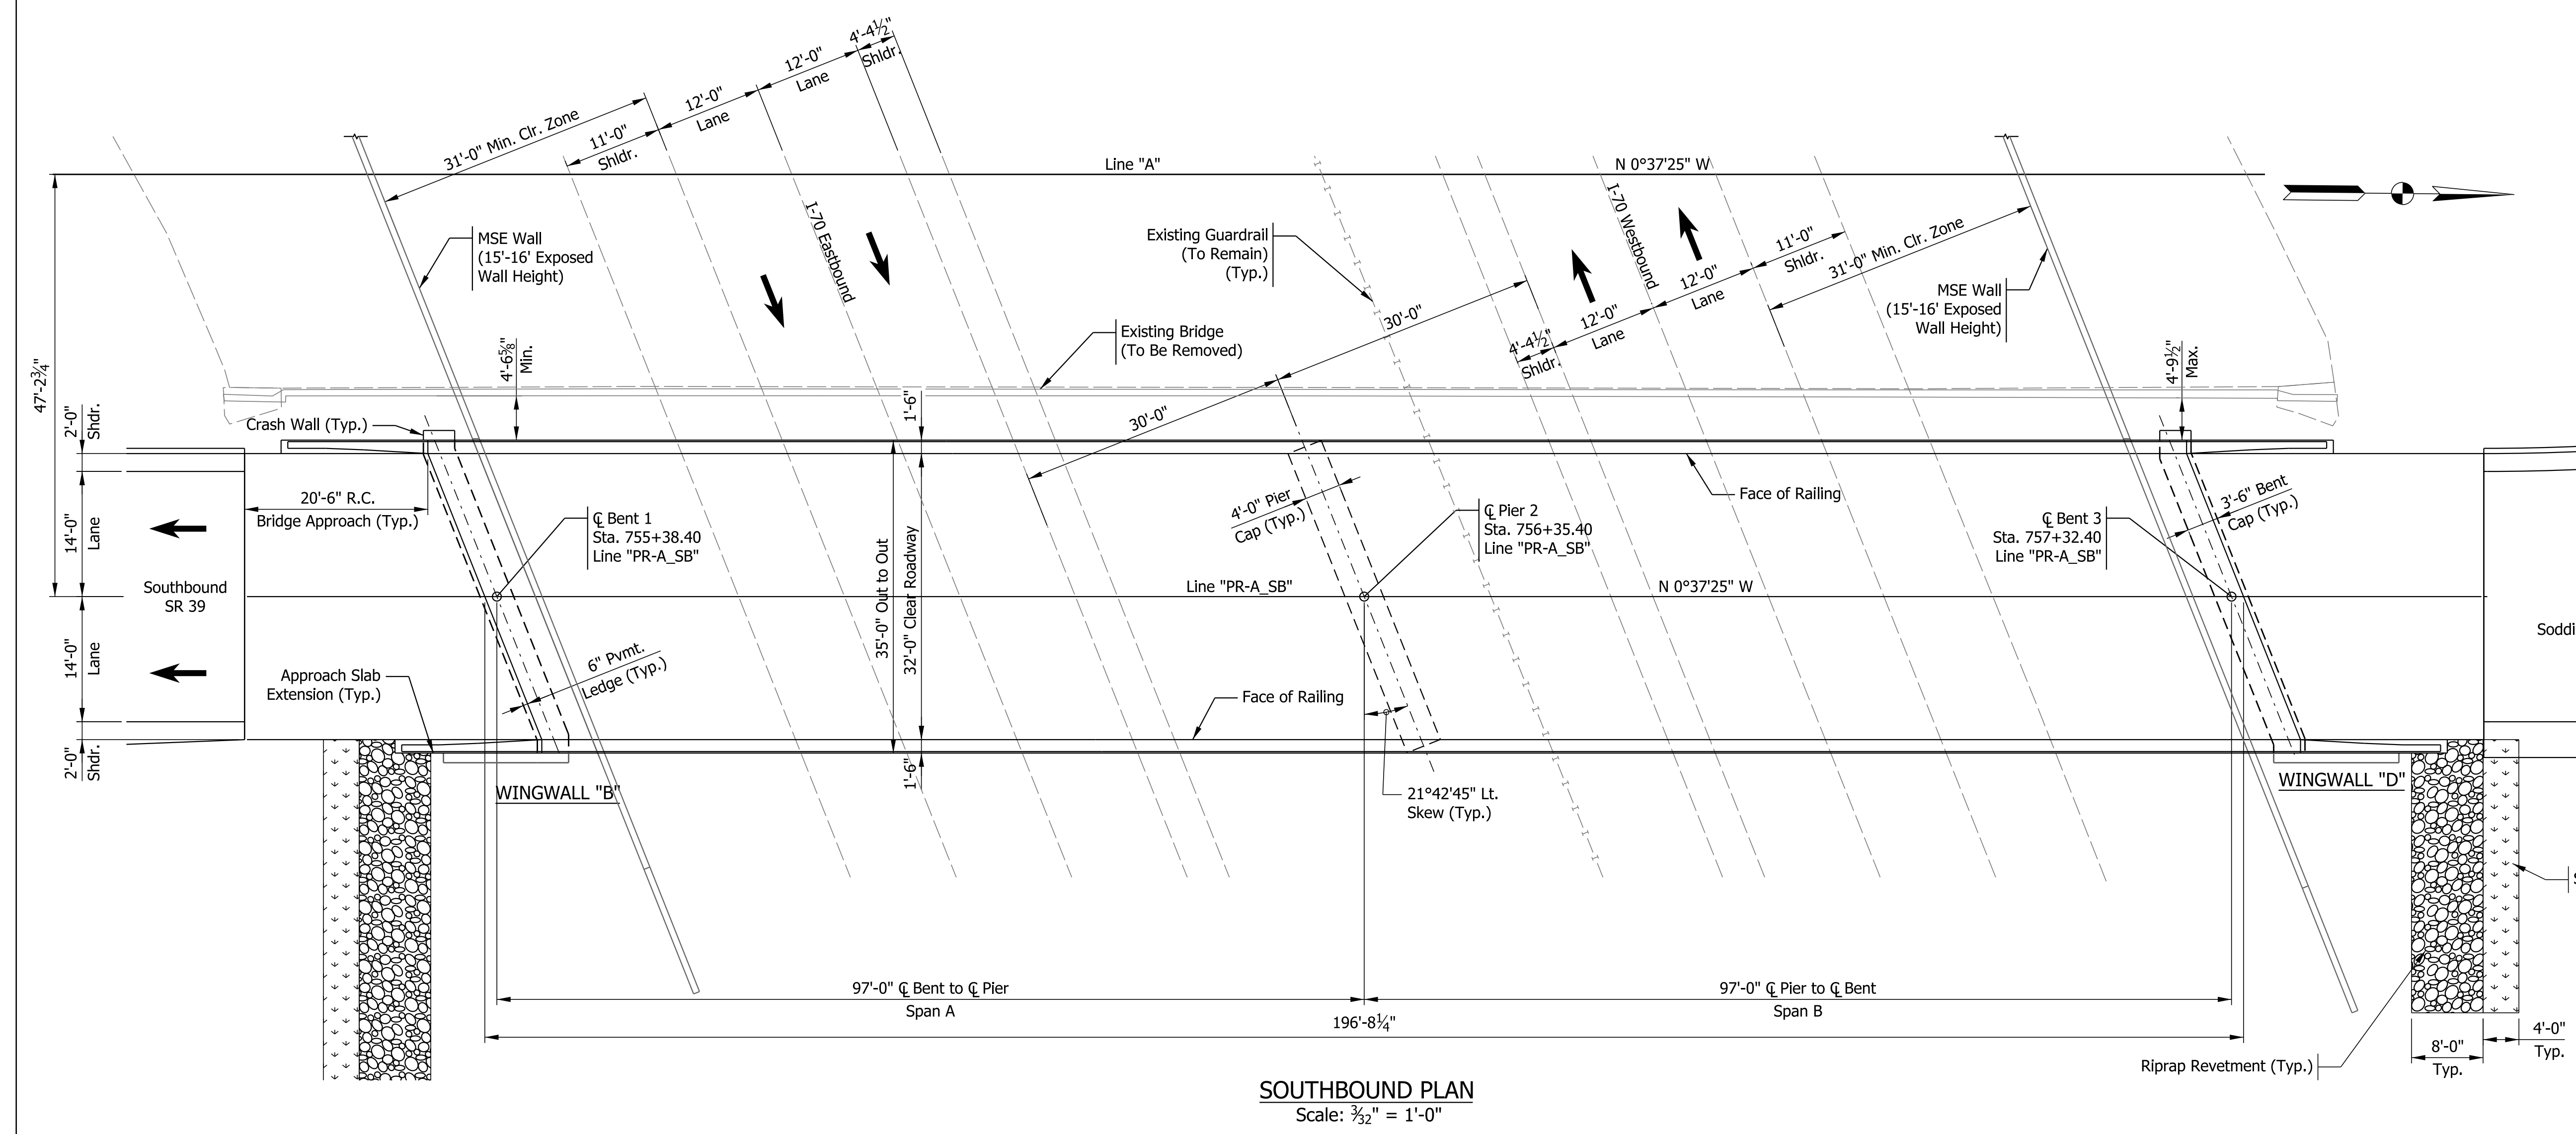 4'-4½"
Shldr.
12'-0"
Lane
12'-0"
Lane
31'-0" Min. Clr. Zone
11'-0"
Shldr.
Line "A"
N 0°37'25" W
I-70 Eastbound
I-70 Westbound
MSE Wall
(15'-16' Exposed
Wall Height)
Existing Guardrail
(To Remain)
(Typ.)
11'-0"
Shldr.
31'-0" Min. Clr. Zone
12'-0"
Lane
12'-0"
Lane
4'-4½"
Shldr.
30'-0"
30'-0"
MSE Wall
(15'-16' Exposed
Wall Height)
Existing Bridge
(To Be Removed)
4'-6⅝"
Min.
4'-9½"
Max.
47'-2¾"
2'-0"
Shdr.
Crash Wall (Typ.)
1'-6"
20'-6" R.C.
Bridge Approach (Typ.)
14'-0"
Lane
℄ Bent 1
Sta. 755+38.40
Line "PR-A_SB"
4'-0" Pier
Cap (Typ.)
℄ Pier 2
Sta. 756+35.40
Line "PR-A_SB"
Face of Railing
3'-6" Bent
Cap (Typ.)
℄ Bent 3
Sta. 757+32.40
Line "PR-A_SB"
Southbound
SR 39
35'-0" Out to Out
32'-0" Clear Roadway
Line "PR-A_SB"
N 0°37'25" W
Soddi
14'-0"
Lane
6" Pvmt.
Ledge (Typ.)
Approach Slab
Extension (Typ.)
Face of Railing
2'-0"
Shdr.
1'-6"
WINGWALL "B"
21°42'45" Lt.
Skew (Typ.)
WINGWALL "D"
S
97'-0" ℄ Bent to ℄ Pier
Span A
97'-0" ℄ Pier to ℄ Bent
Span B
196'-8¼"
Riprap Revetment (Typ.)
8'-0"
Typ.
4'-0"
Typ.
SOUTHBOUND PLAN
Scale: 3⁄32" = 1'-0"